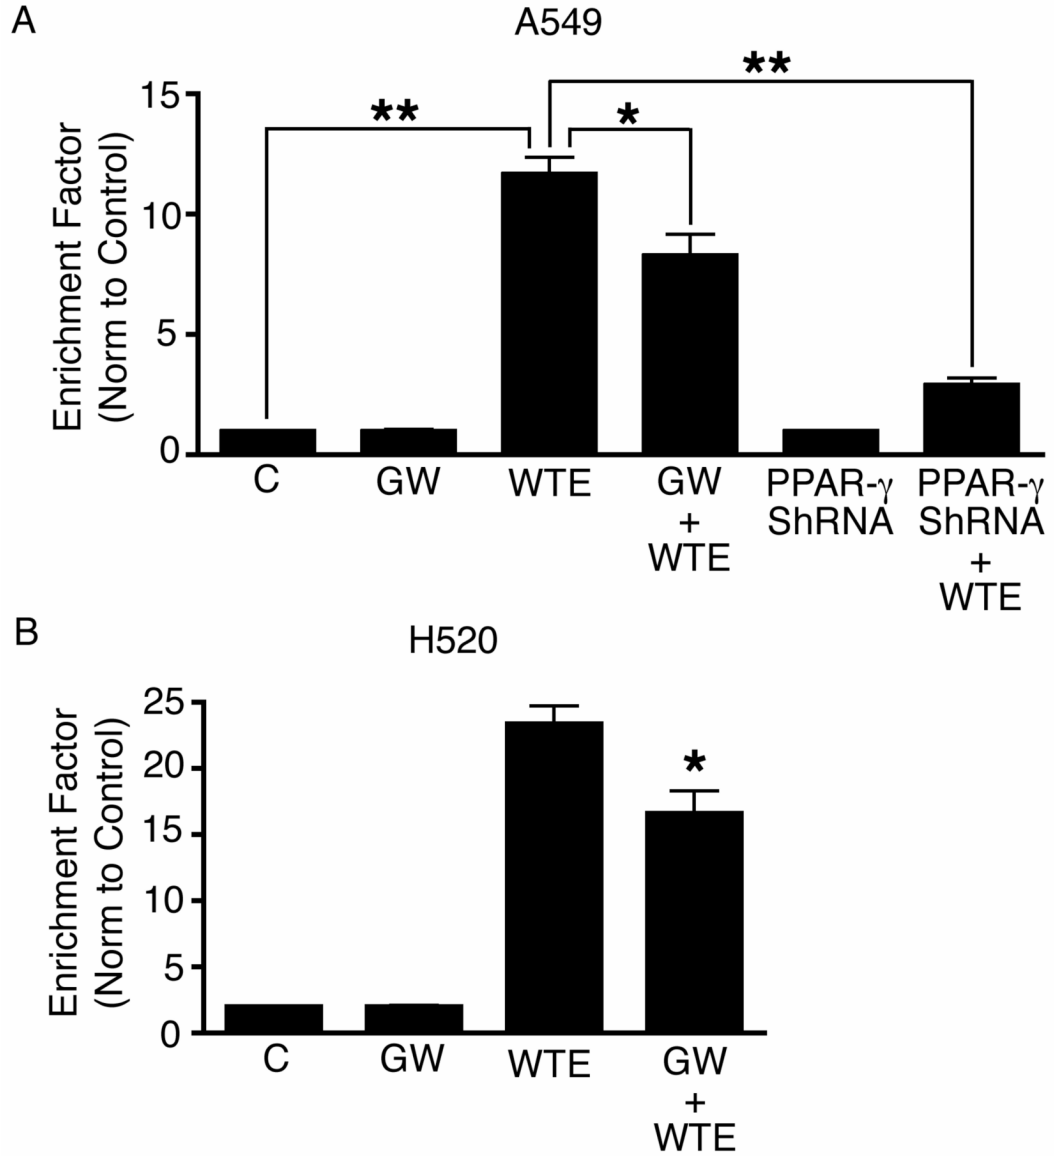 A
A549
**
**
*
15
10
5
0
Enrichment Factor
(Norm to Control)
C
GW
WTE
GW
+
WTE
PPAR-γ
ShRNA
PPAR-γ
ShRNA
+
WTE
B
H520
25
20
15
10
5
0
Enrichment Factor
(Norm to Control)
*
C
GW
WTE
GW
+
WTE